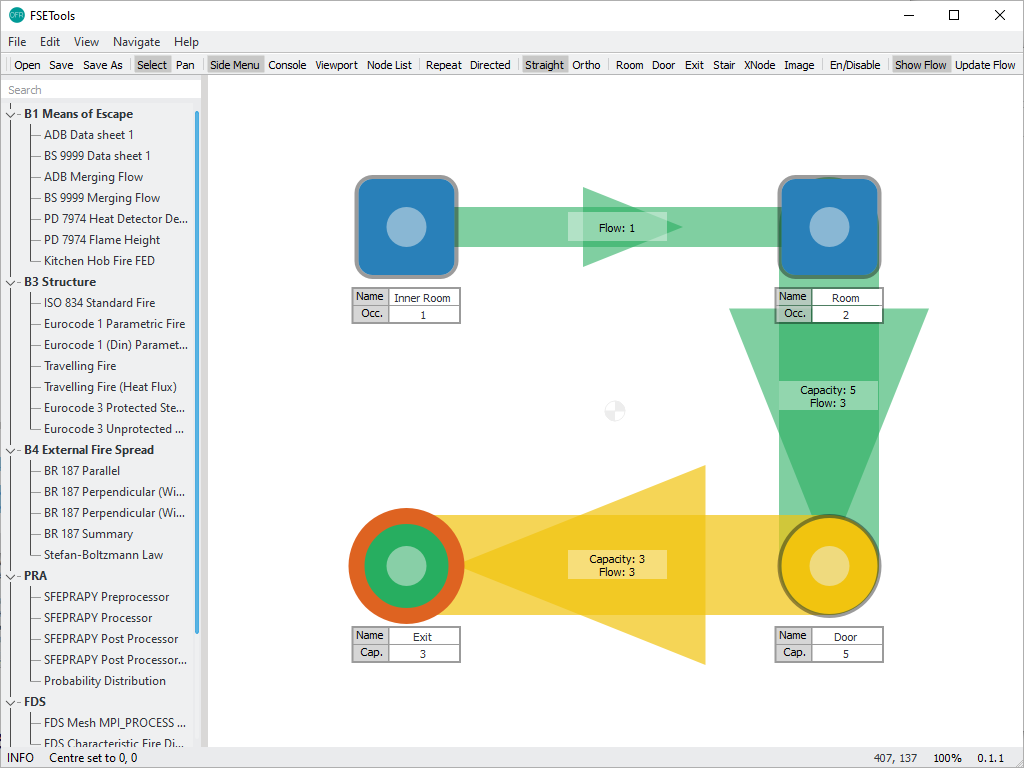 OFR FSETools
File Edit View Navigate Help
Open Save Save As Select Pan Side Menu Console Viewport Node List Repeat Directed Straight Ortho Room Door Exit Stair XNode Image En/Disable Show Flow Update Flow
Search
B1 Means of Escape
ADB Data sheet 1
BS 9999 Data sheet 1
ADB Merging Flow
BS 9999 Merging Flow
PD 7974 Heat Detector De...
PD 7974 Flame Height
Kitchen Hob Fire FED
B3 Structure
ISO 834 Standard Fire
Eurocode 1 Parametric Fire
Eurocode 1 (Din) Paramet...
Travelling Fire
Travelling Fire (Heat Flux)
Eurocode 3 Protected Ste...
Eurocode 3 Unprotected ...
B4 External Fire Spread
BR 187 Parallel
BR 187 Perpendicular (Wi...
BR 187 Perpendicular (Wi...
BR 187 Summary
Stefan-Boltzmann Law
PRA
SFEPRAPY Preprocessor
SFEPRAPY Processor
SFEPRAPY Post Processor
SFEPRAPY Post Processor...
Probability Distribution
FDS
FDS Mesh MPI_PROCESS ...
FDS Characteristic Fire Di...
Flow: 1
Name Inner Room
Occ. 1
Name Room
Occ. 2
Capacity: 5
Flow: 3
Capacity: 3
Flow: 3
Name Exit
Cap. 3
Name Door
Cap. 5
INFO Centre set to 0, 0 407, 137 100% 0.1.1